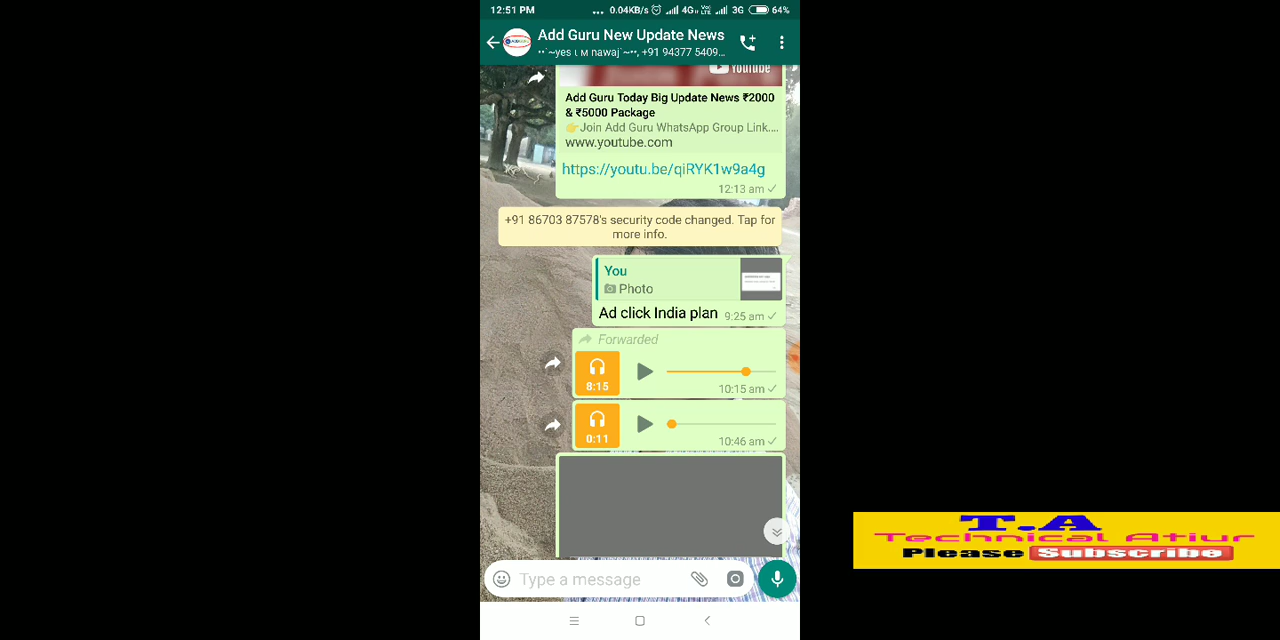 12:51 PM ... 0.04KB/s 4G VoLTE 3G 64%
Add Guru New Update News
••`~yes ι м nawaj`~••, +91 94377 5409...
YouTube
Add Guru Today Big Update News ₹2000
& ₹5000 Package
👉Join Add Guru WhatsApp Group Link....
www.youtube.com
https://youtu.be/qiRYK1w9a4g
12:13 am
+91 86703 87578's security code changed. Tap for
more info.
You
Photo
Ad click India plan 9:25 am
Forwarded
8:15
10:15 am
0:11
10:46 am
Type a message
T.A
Technical Atiur
Please Subscribe